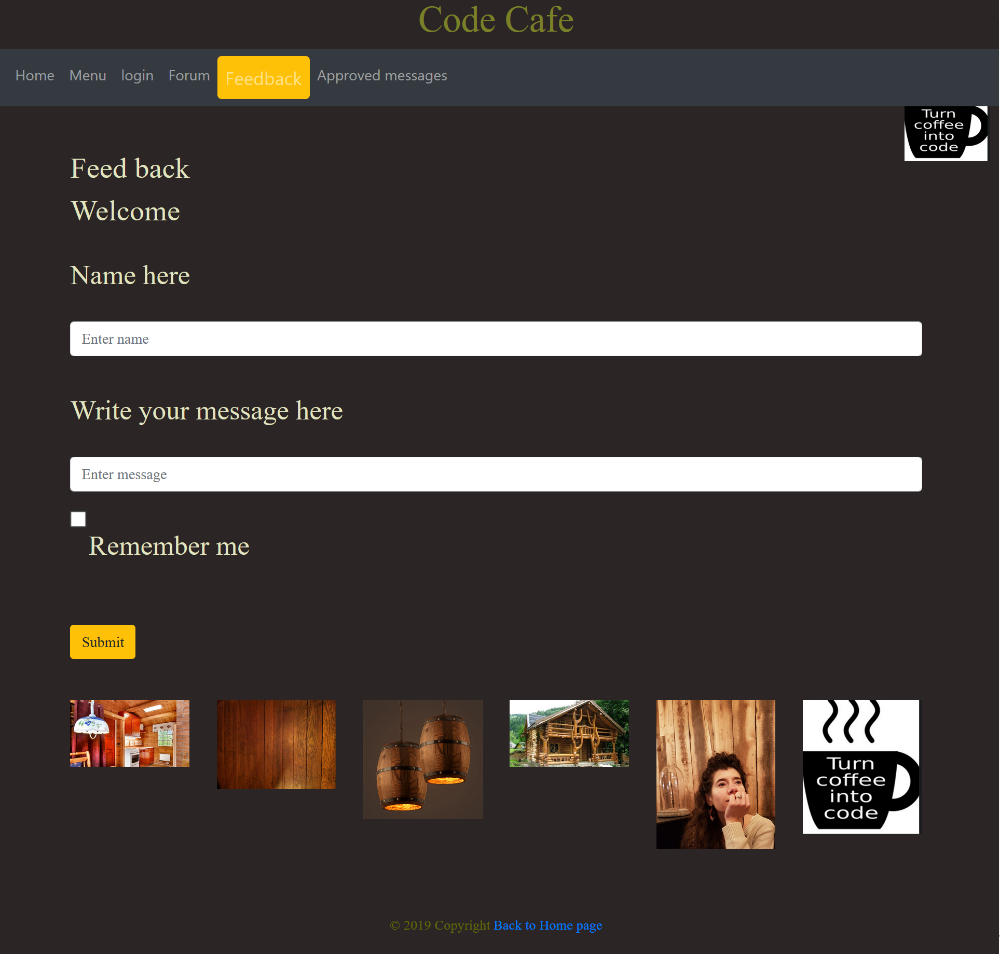 Code Cafe
Home Menu login Forum Feedback Approved messages
Turn
coffee
into
code
Feed back
Welcome
Name here
Enter name
Write your message here
Enter message
Remember me
Submit
Turn
coffee
into
code
© 2019 Copyright Back to Home page